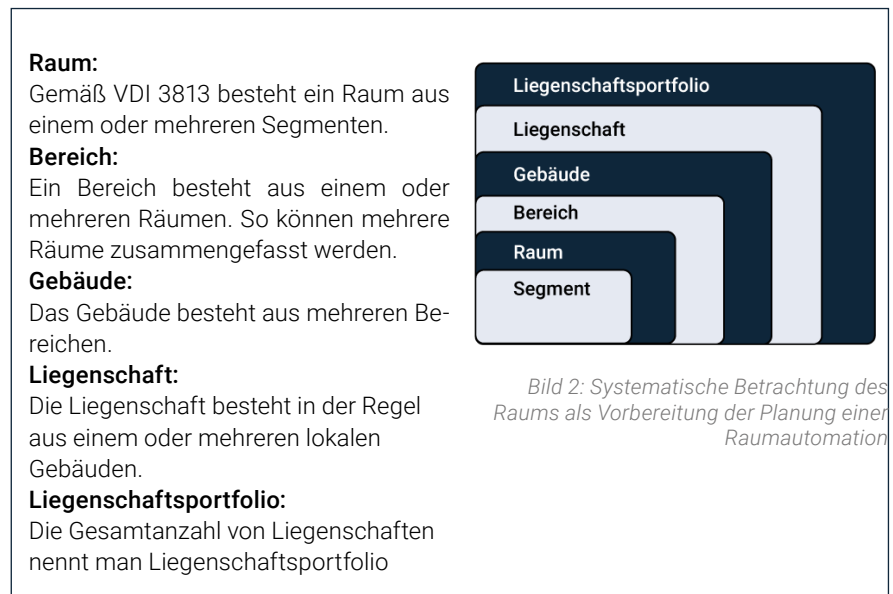 Raum:
Gemäß VDI 3813 besteht ein Raum aus
einem oder mehreren Segmenten.
Bereich:
Ein Bereich besteht aus einem oder
mehreren Räumen. So können mehrere
Räume zusammengefasst werden.
Gebäude:
Das Gebäude besteht aus mehreren Be-
reichen.
Liegenschaft:
Die Liegenschaft besteht in der Regel
aus einem oder mehreren lokalen
Gebäuden.
Liegenschaftsportfolio:
Die Gesamtanzahl von Liegenschaften
nennt man Liegenschaftsportfolio
Liegenschaftsportfolio
Liegenschaft
Gebäude
Bereich
Raum
Segment
Bild 2: Systematische Betrachtung des
Raums als Vorbereitung der Planung einer
Raumautomation